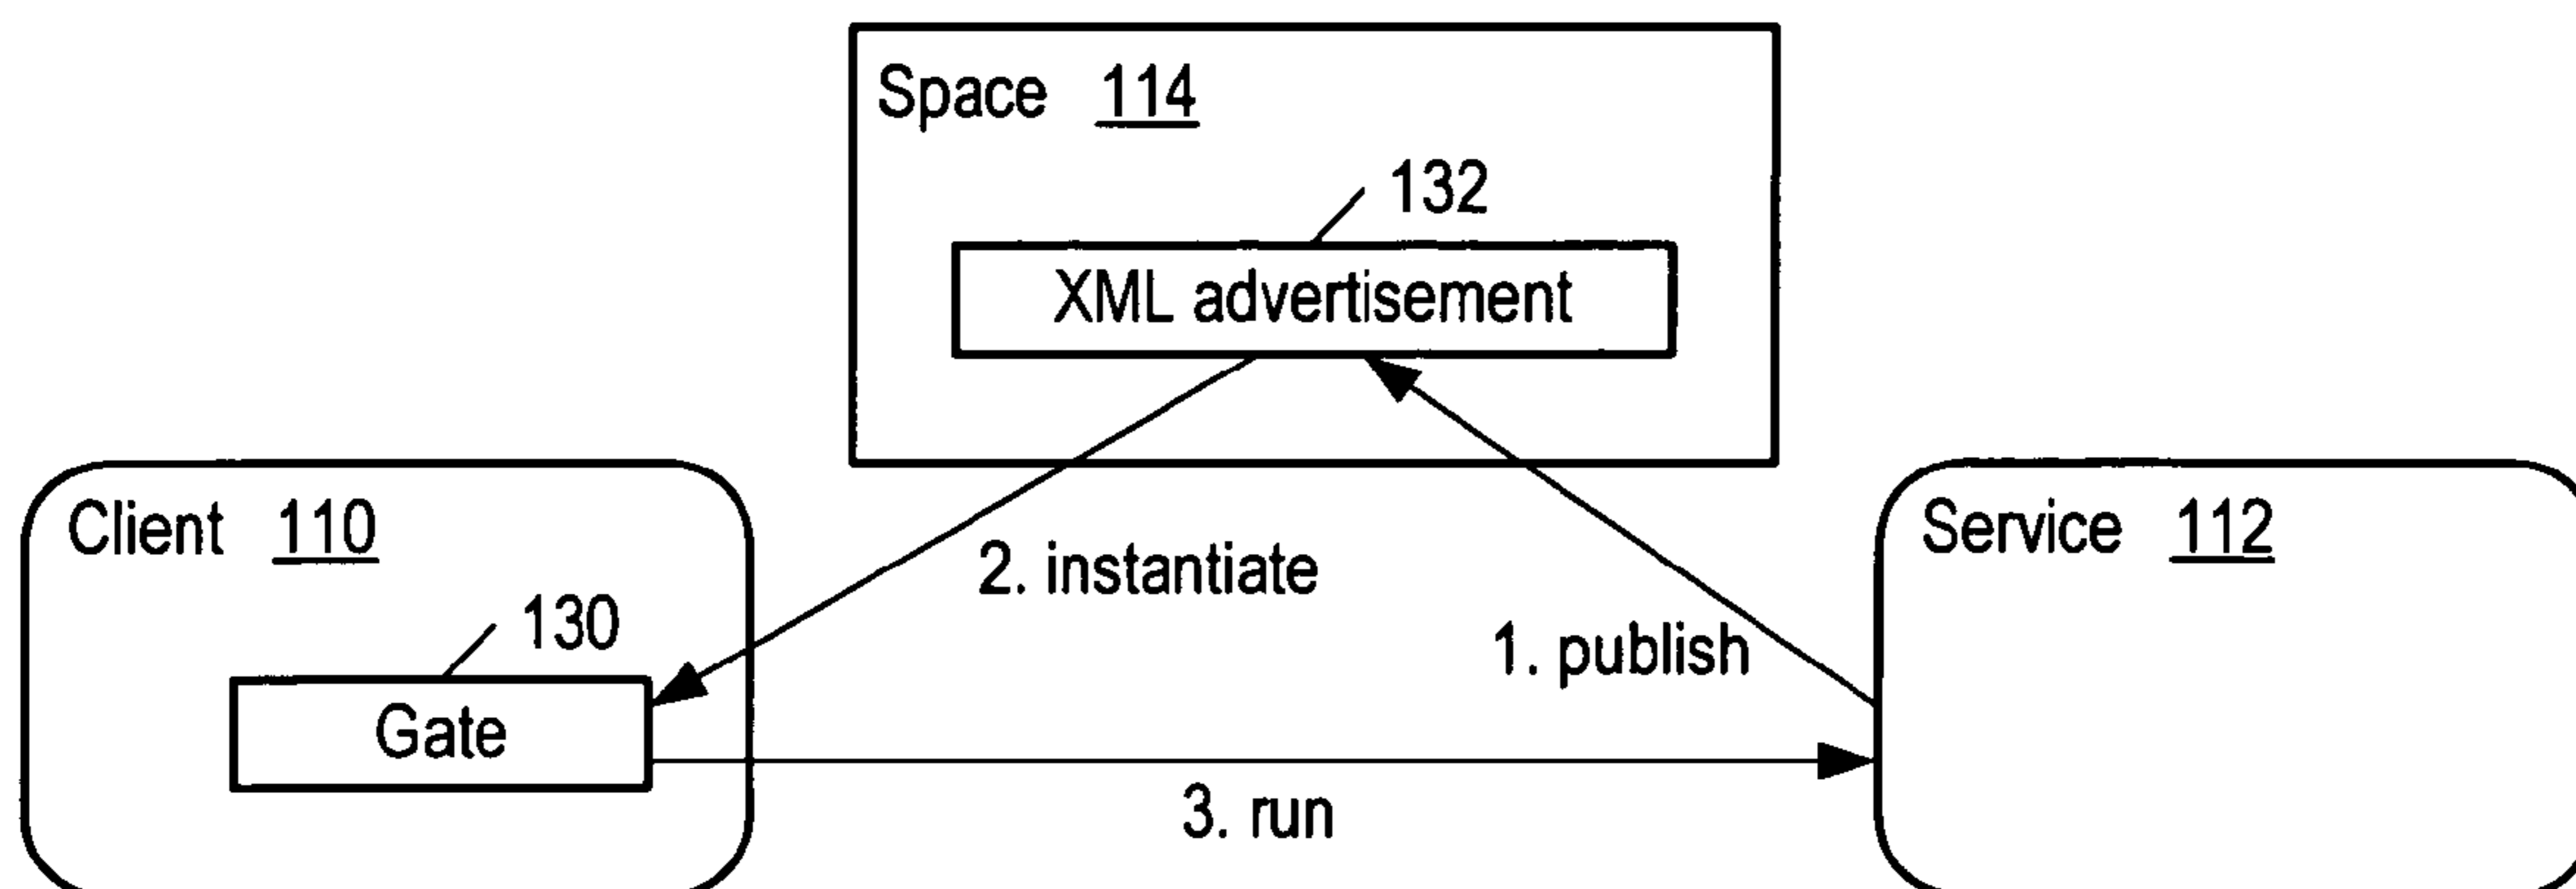 Space 114
132
XML advertisement
Client 110
Service 112
2. instantiate
130
1. publish
Gate
3. run